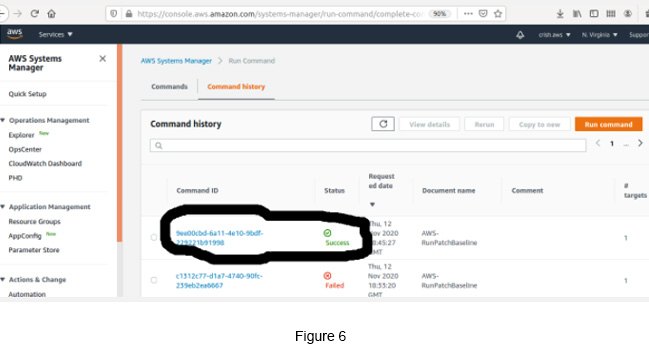 https://console.aws.amazon.com/systems-manager/run-command/complete-co
90%
aws Services crish.aws N. Virginia Suppor
AWS Systems Manager
Quick Setup
Operations Management
Explorer New
OpsCenter
CloudWatch Dashboard
PHD
Application Management
Resource Groups
AppConfig New
Parameter Store
Actions & Change
Automation
AWS Systems Manager > Run Command
Commands Command history
Command history
View details Rerun Copy to new Run command
1 ...
Command ID Status Requested date Document name Comment # targets
9ee00cbd-6a11-4e10-9bdf-229221b91998 Success Thu, 12 Nov 2020 18:45:27 GMT AWS-RunPatchBaseline 1
c1312c77-d1a7-4740-90fc-239eb2ea6667 Failed Thu, 12 Nov 2020 18:33:20 GMT AWS-RunPatchBaseline 1
Figure 6